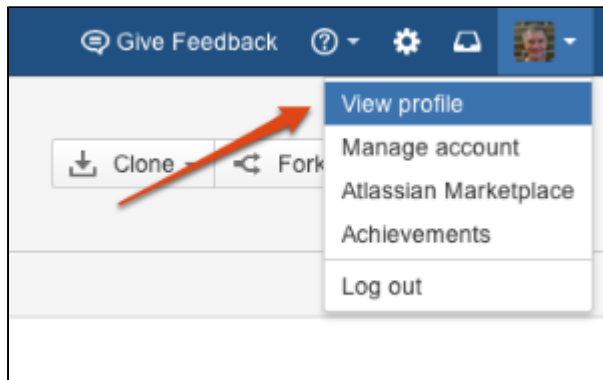 Give Feedback
View profile
Clone Fork
Manage account
Atlassian Marketplace
Achievements
Log out